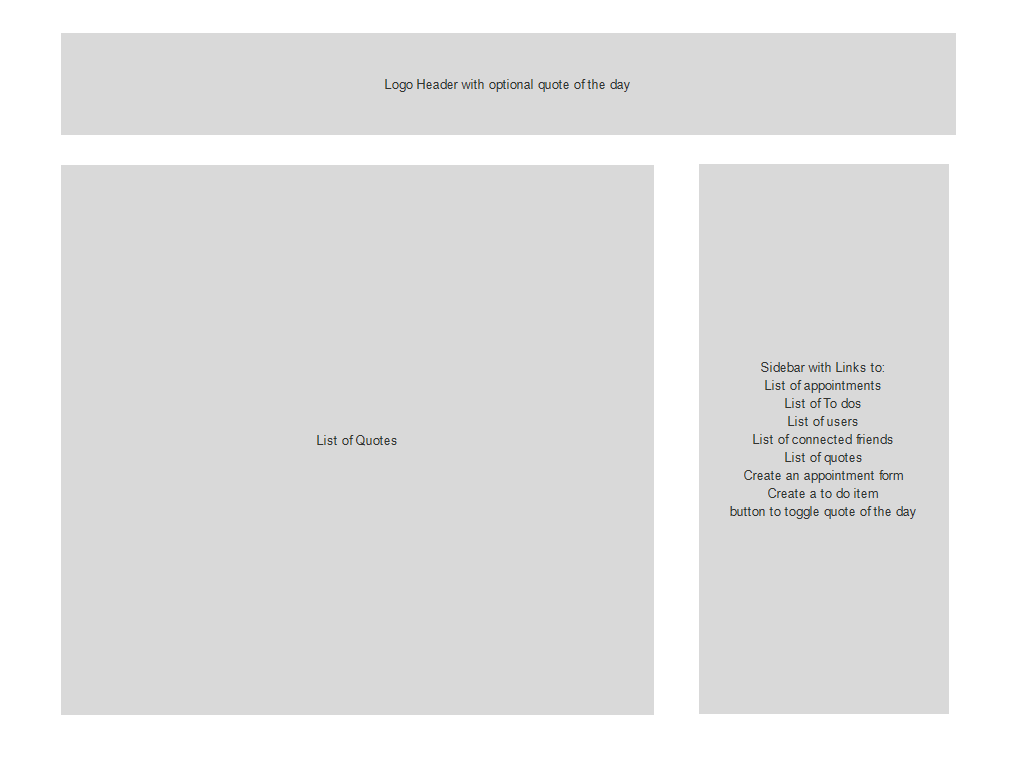 Logo Header with optional quote of the day
List of Quotes
Sidebar with Links to:
List of appointments
List of To dos
List of users
List of connected friends
List of quotes
Create an appointment form
Create a to do item
button to toggle quote of the day